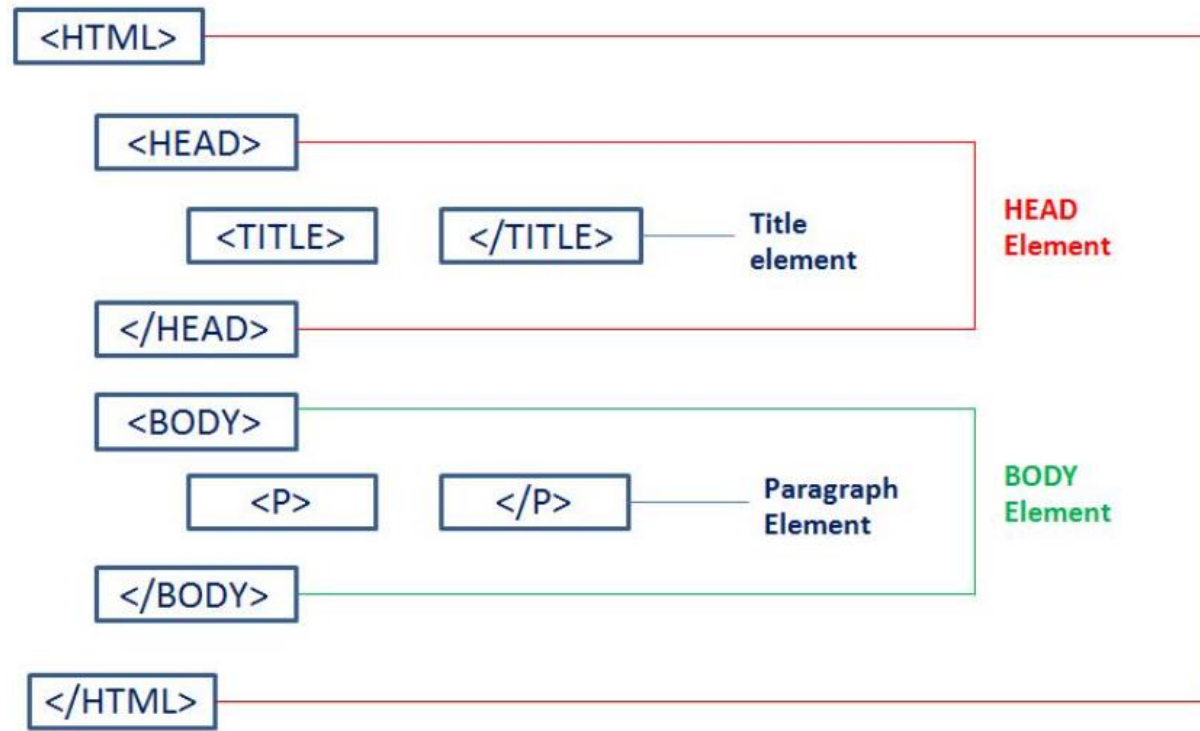 <HTML>
<HEAD>
<TITLE> </TITLE>
Title
element
HEAD
Element
</HEAD>
<BODY>
<P> </P>
Paragraph
Element
BODY
Element
</BODY>
</HTML>